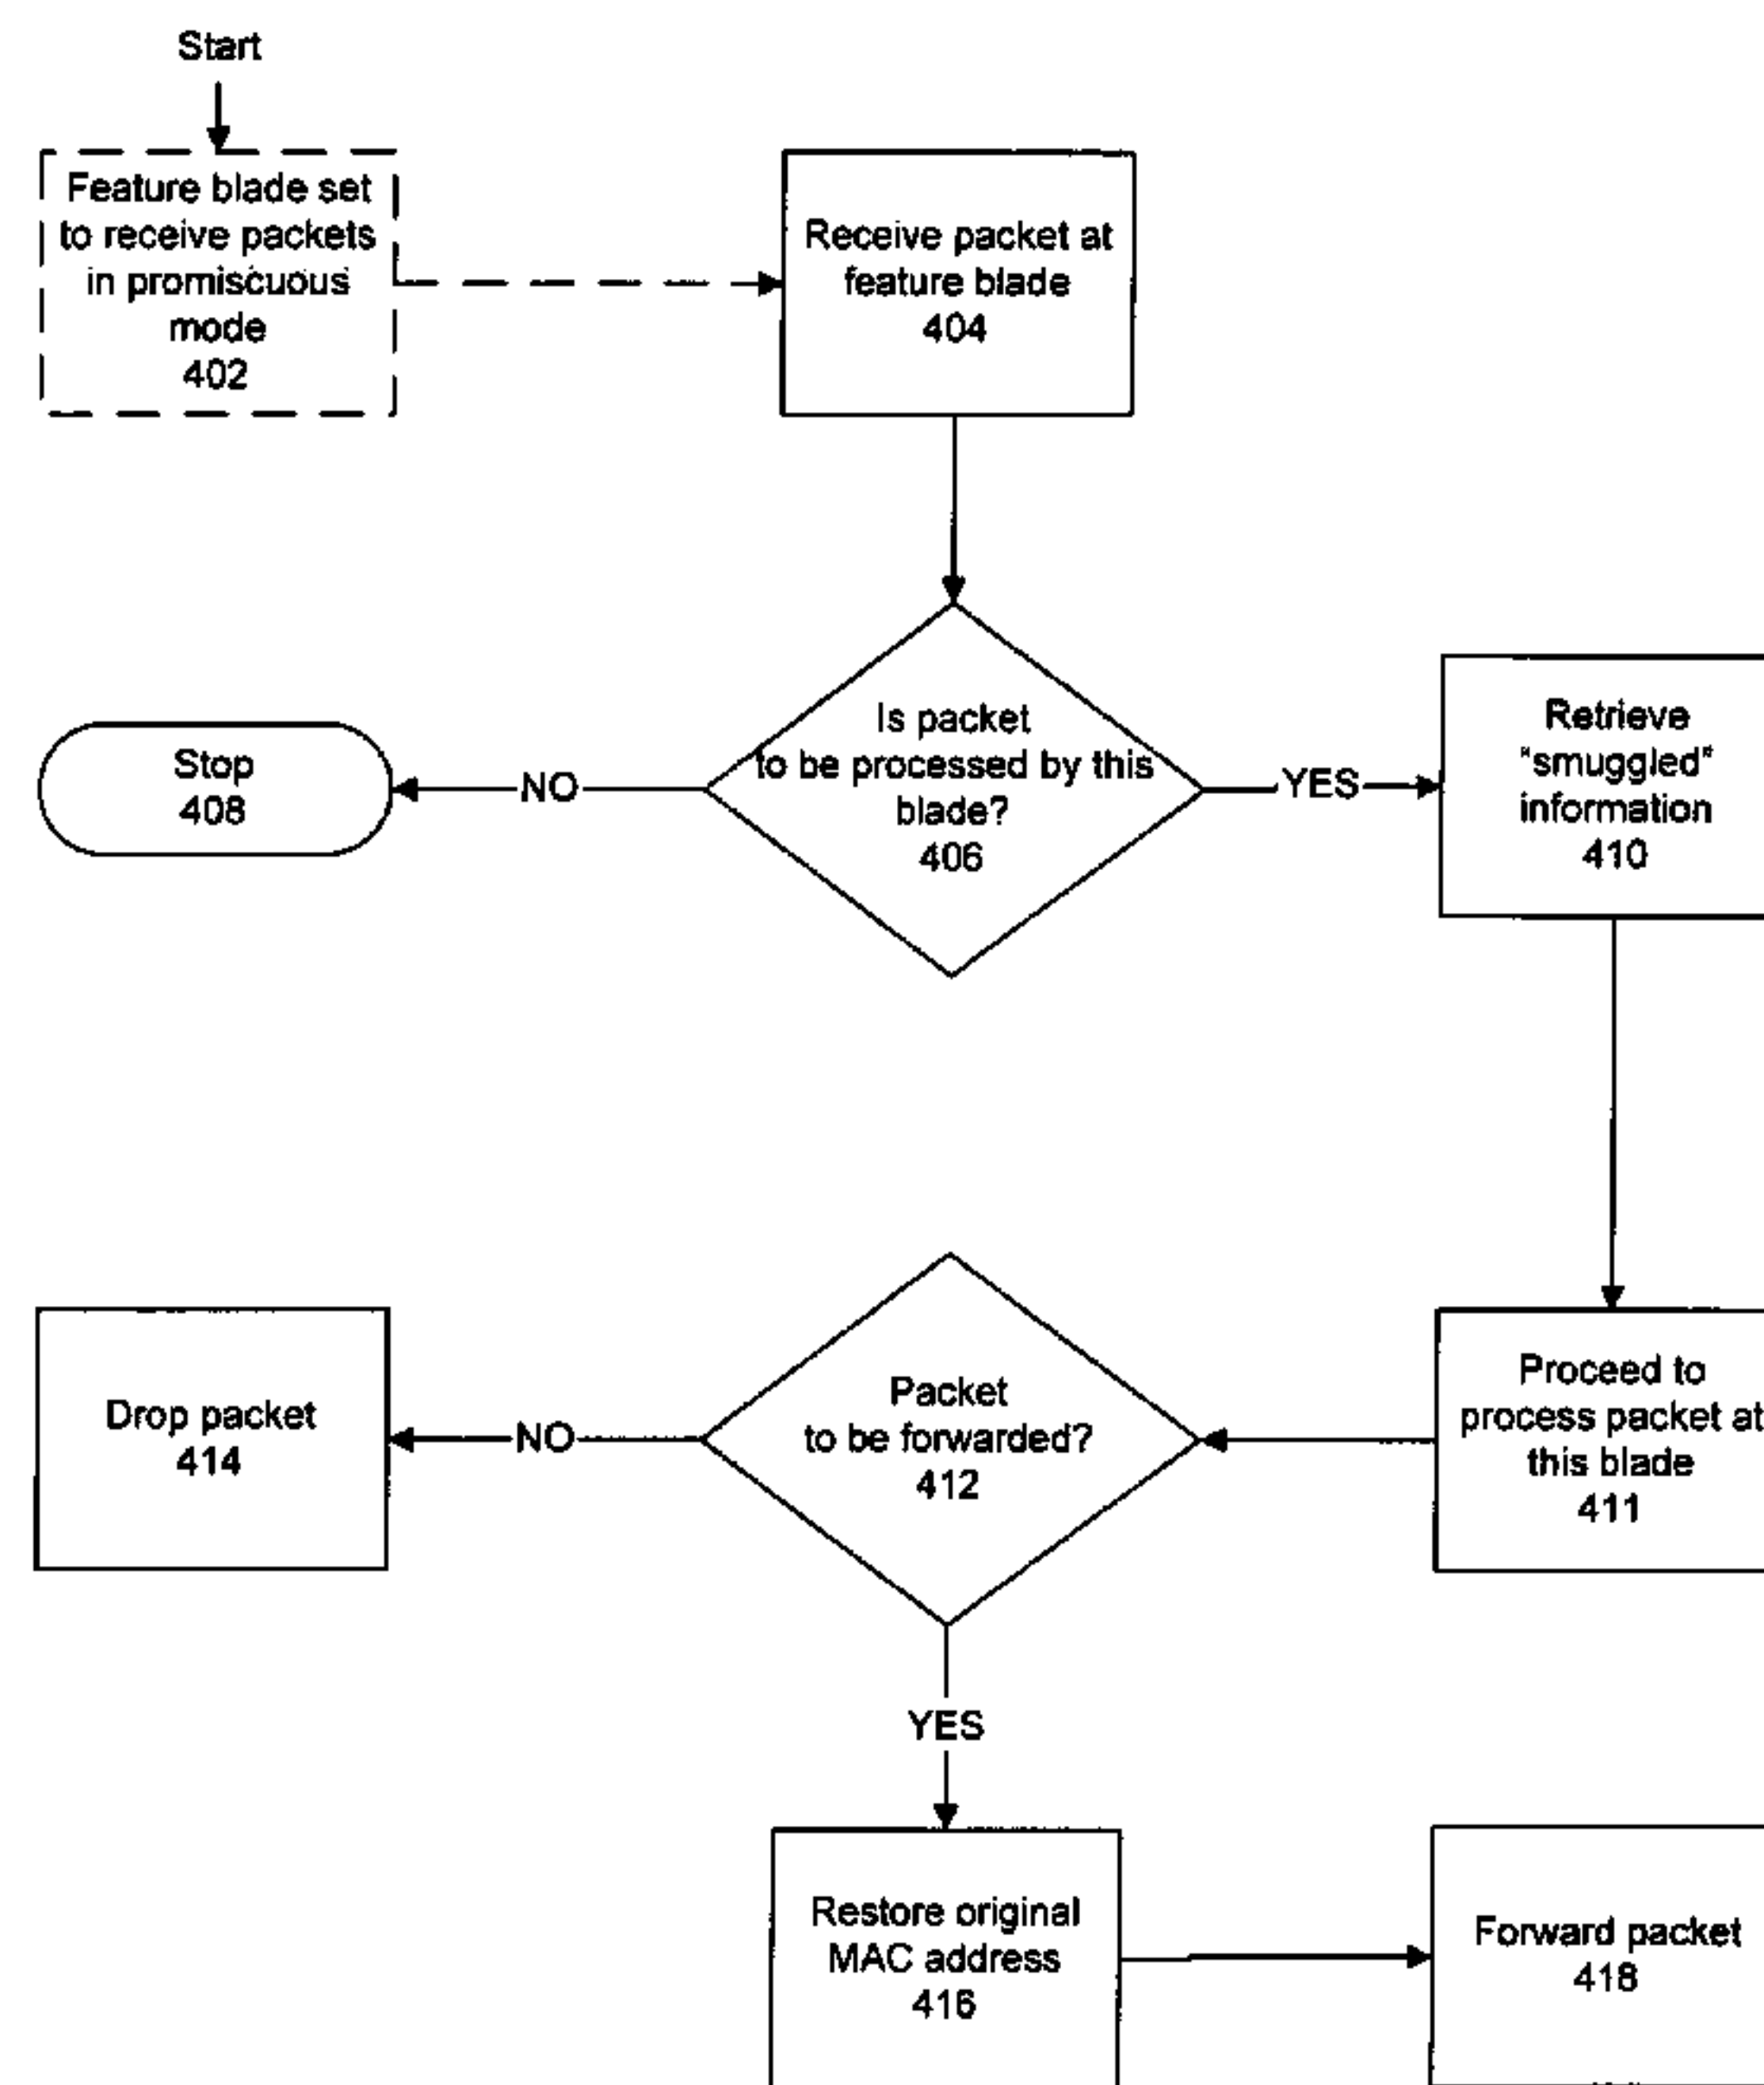 Start
Feature blade set
to receive packets
in promiscuous
mode
402
Receive packet at
feature blade
404
Is packet
to be processed by this
blade?
406
NO
Stop
408
YES
Retrieve
"smuggled"
information
410
Proceed to
process packet at
this blade
411
Packet
to be forwarded?
412
NO
Drop packet
414
YES
Restore original
MAC address
416
Forward packet
418